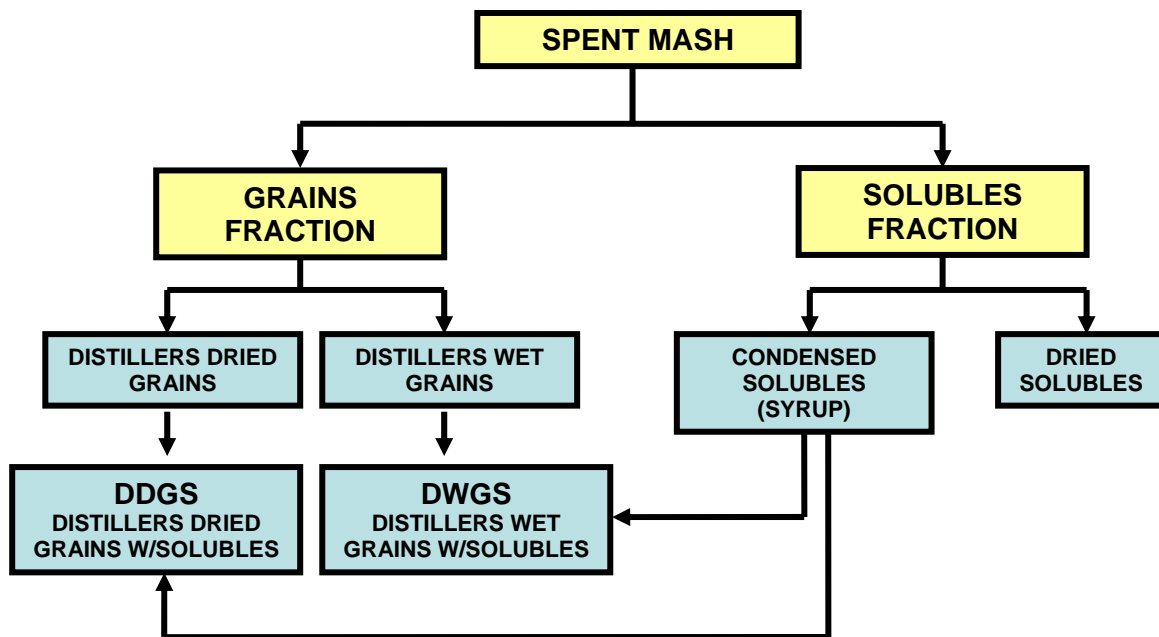 SPENT MASH
GRAINS
FRACTION
SOLUBLES
FRACTION
DISTILLERS DRIED
GRAINS
DISTILLERS WET
GRAINS
CONDENSED
SOLUBLES
(SYRUP)
DRIED
SOLUBLES
DDGS
DISTILLERS DRIED
GRAINS W/SOLUBLES
DWGS
DISTILLERS WET
GRAINS W/SOLUBLES